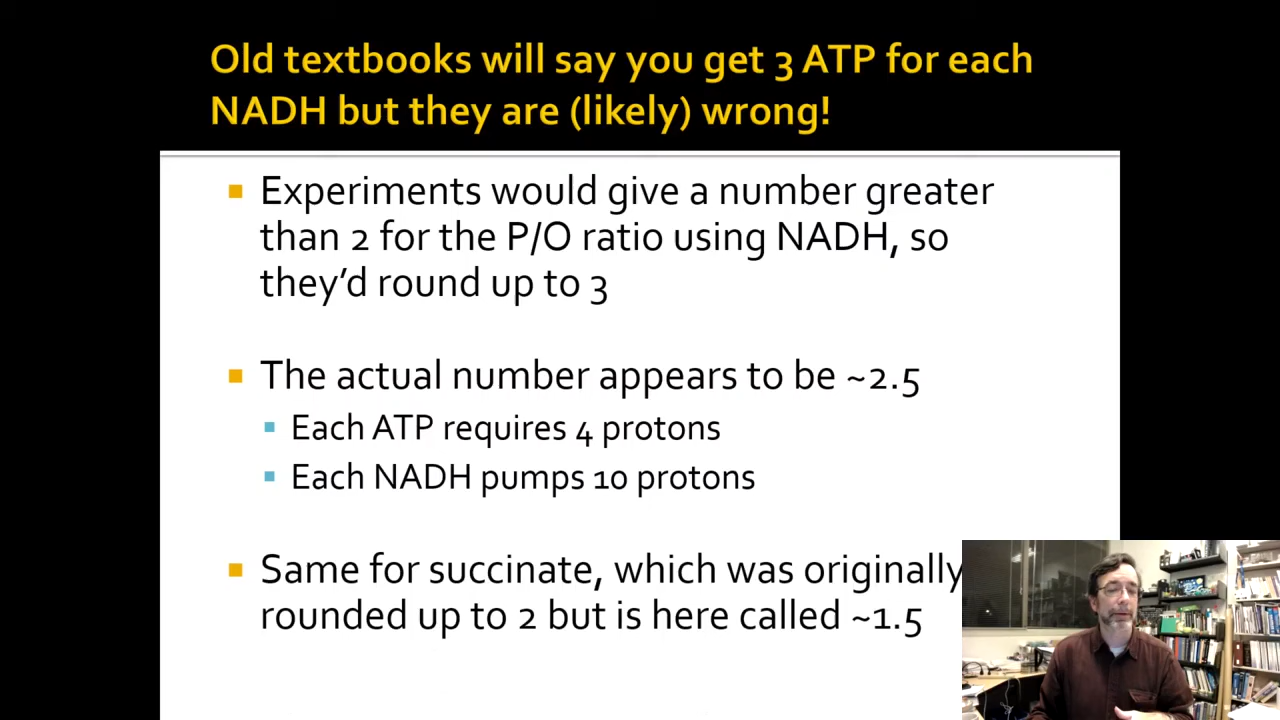 Old textbooks will say you get 3 ATP for each
NADH but they are (likely) wrong!
Experiments would give a number greater
than 2 for the P/O ratio using NADH, so
they'd round up to 3
The actual number appears to be ~2.5
Each ATP requires 4 protons
Each NADH pumps 10 protons
Same for succinate, which was originally
rounded up to 2 but is here called ~1.5